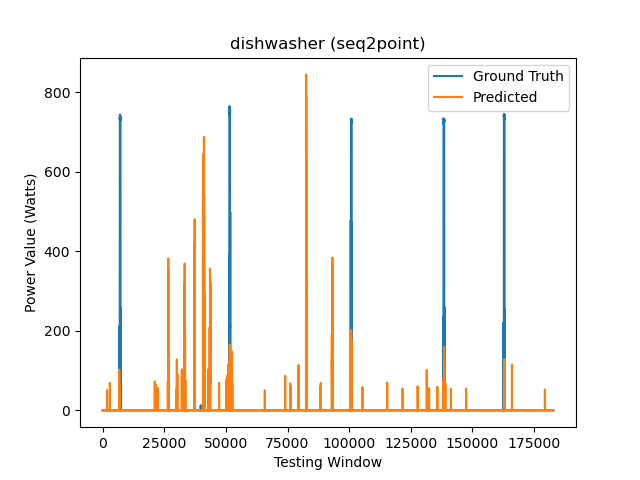 dishwasher (seq2point)
Ground Truth
Predicted
Power Value (Watts)
800
600
400
200
0
0 25000 50000 75000 100000 125000 150000 175000
Testing Window